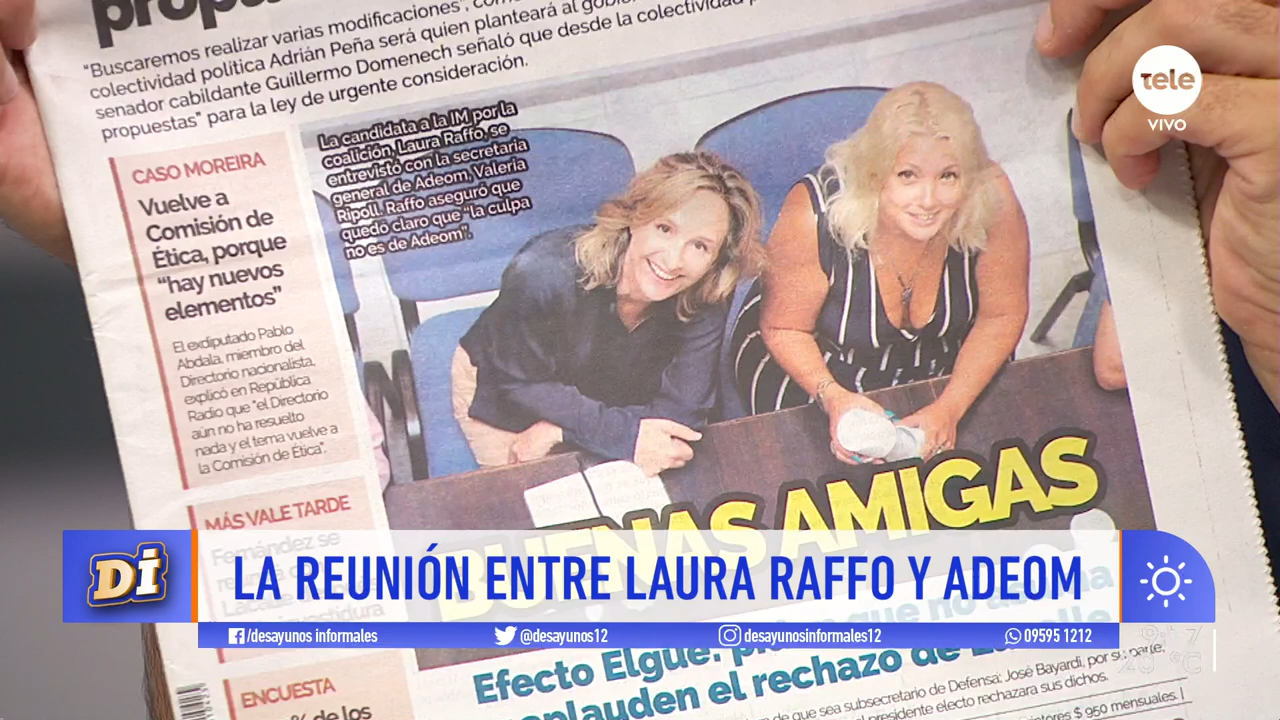 "Buscaremos realizar varias modificaciones",
colectividad política Adrián Peña será quien planteará al
senador cabildante Guillermo Domenech señaló que desde la colectividad
propuestas" para la ley de urgente consideración.
CASO MOREIRA
Vuelve a
Comisión de
Ética, porque
"hay nuevos
elementos"
El exdiputado Pablo
Abdala, miembro del
Directorio nacionalista,
explicó en República
Radio que "el Directorio
aún no ha resuelto
nada y el tema vuelve a
la Comisión de Ética".
MÁS VALE TARDE
Fernández se
ENCUESTA
% de los
La candidata a la IM por la
coalición, Laura Raffo, se
entrevistó con la secretaria
general de Adeom, Valeria
Ripoll. Raffo aseguró que
quedó claro que "la culpa
no es de Adeom".
BUENAS AMIGAS
Efecto Elgue:
aplauden el rechazo de
de que sea subsecretario de Defensa; José Bayardi, por su parte,
presidente electo rechazara sus dichos.
$ 950 mensuales.
tele
VIVO
Di
LA REUNIÓN ENTRE LAURA RAFFO Y ADEOM
/desayunos informales
@desayunos12
desayunosinformales12
09595 1212